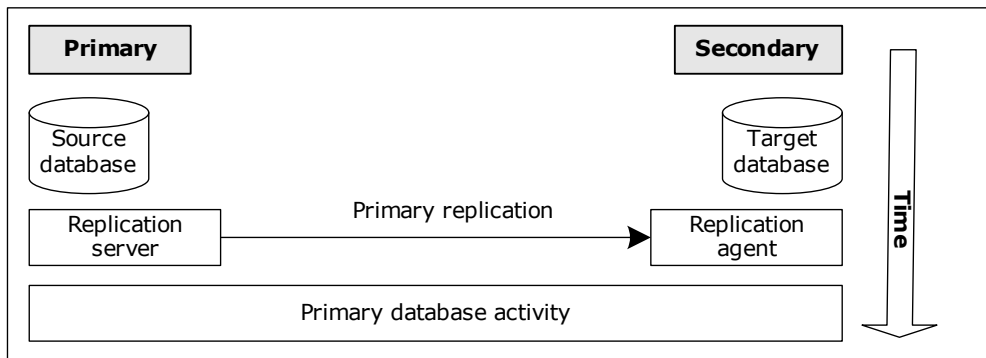 Primary
Secondary
Source
database
Target
database
Primary replication
Replication
server
Replication
agent
Primary database activity
Time